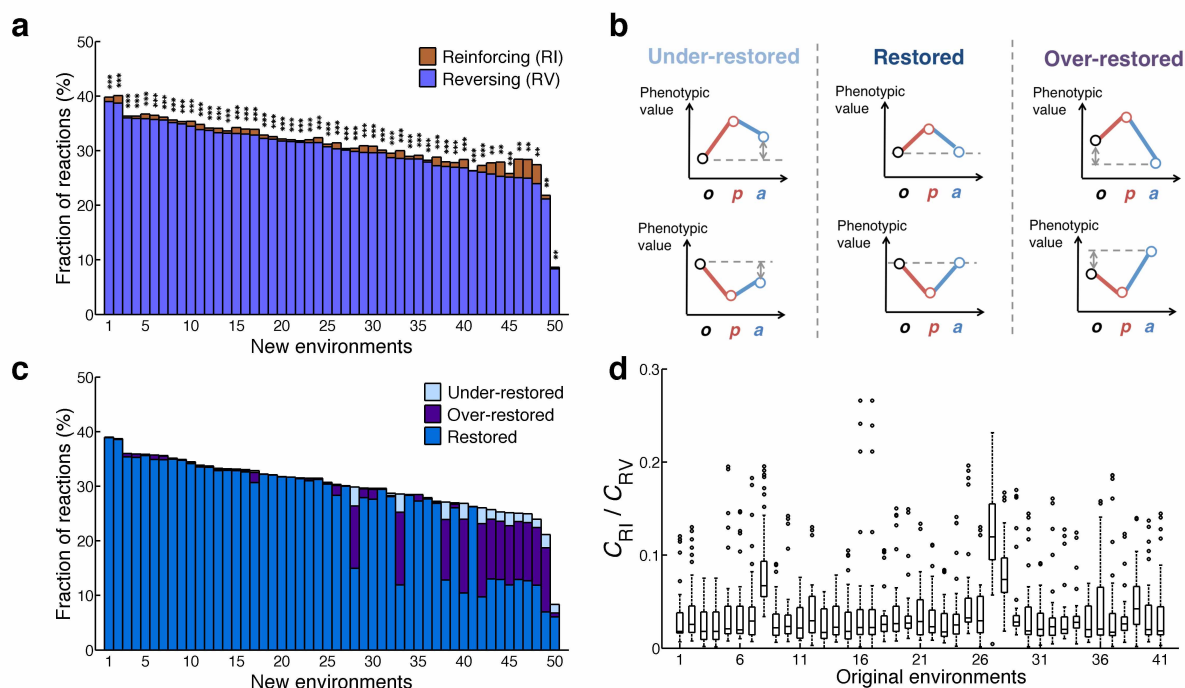 a
Fraction of reactions (%)
50
40
30
20
10
0
Reinforcing (RI)
Reversing (RV)
1 5 10 15 20 25 30 35 40 45 50
New environments
b
Under-restored
Restored
Over-restored
Phenotypic
value
o p a
Phenotypic
value
o p a
Phenotypic
value
o p a
Phenotypic
value
o p a
Phenotypic
value
o p a
Phenotypic
value
o p a
c
Fraction of reactions (%)
50
40
30
20
10
0
Under-restored
Over-restored
Restored
1 5 10 15 20 25 30 35 40 45 50
New environments
d
C_RI / C_RV
0.3
0.2
0.1
0
1 6 11 16 21 26 31 36 41
Original environments